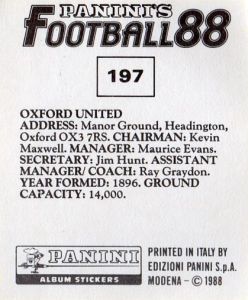 PANINI'S
FOOTBALL 88
197
OXFORD UNITED
ADDRESS: Manor Ground, Headington,
Oxford OX3 7RS. CHAIRMAN: Kevin
Maxwell. MANAGER: Maurice Evans.
SECRETARY: Jim Hunt. ASSISTANT
MANAGER/ COACH: Ray Graydon.
YEAR FORMED: 1896. GROUND
CAPACITY: 14,000.
PANINI
ALBUM STICKERS
PRINTED IN ITALY BY
EDIZIONI PANINI S.p.A.
MODENA - © 1988